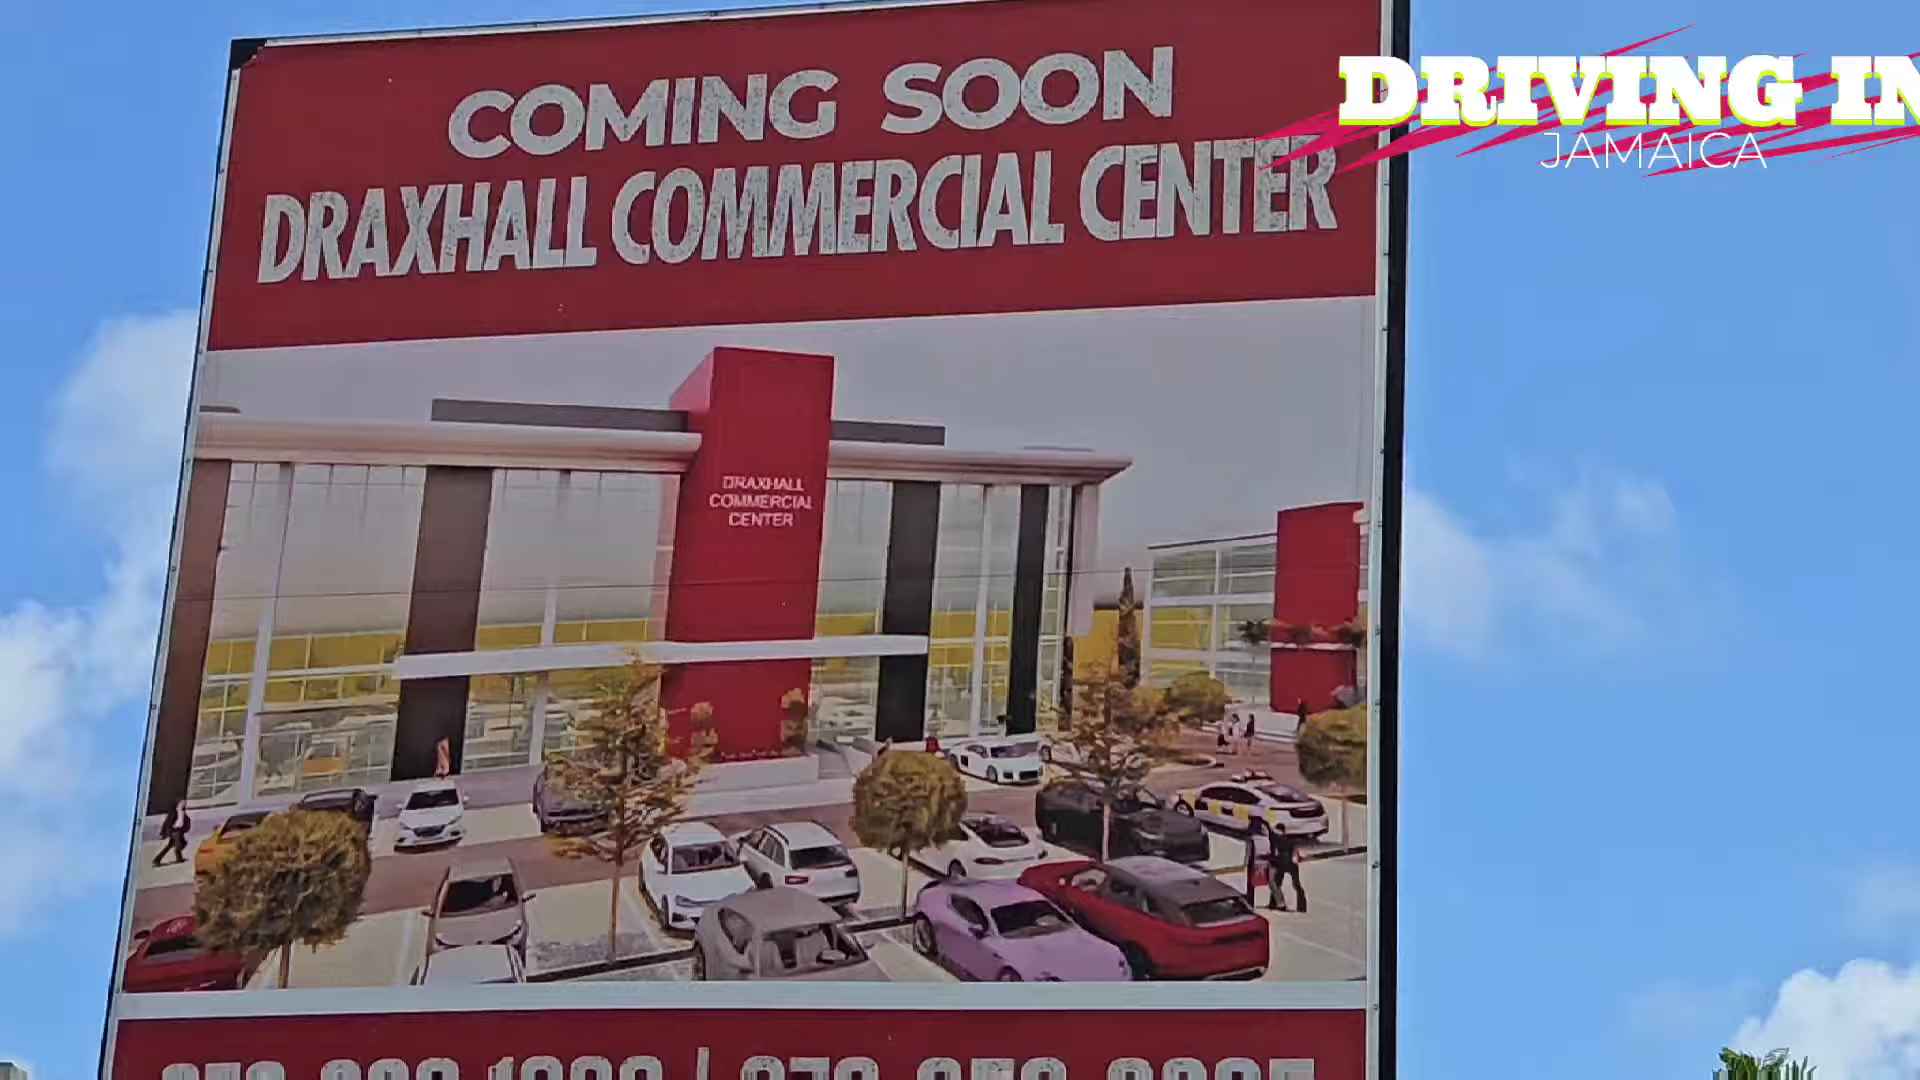 COMING SOON
DRAXHALL COMMERCIAL CENTER
DRIVING IN
JAMAICA
DRAXHALL
COMMERCIAL
CENTER